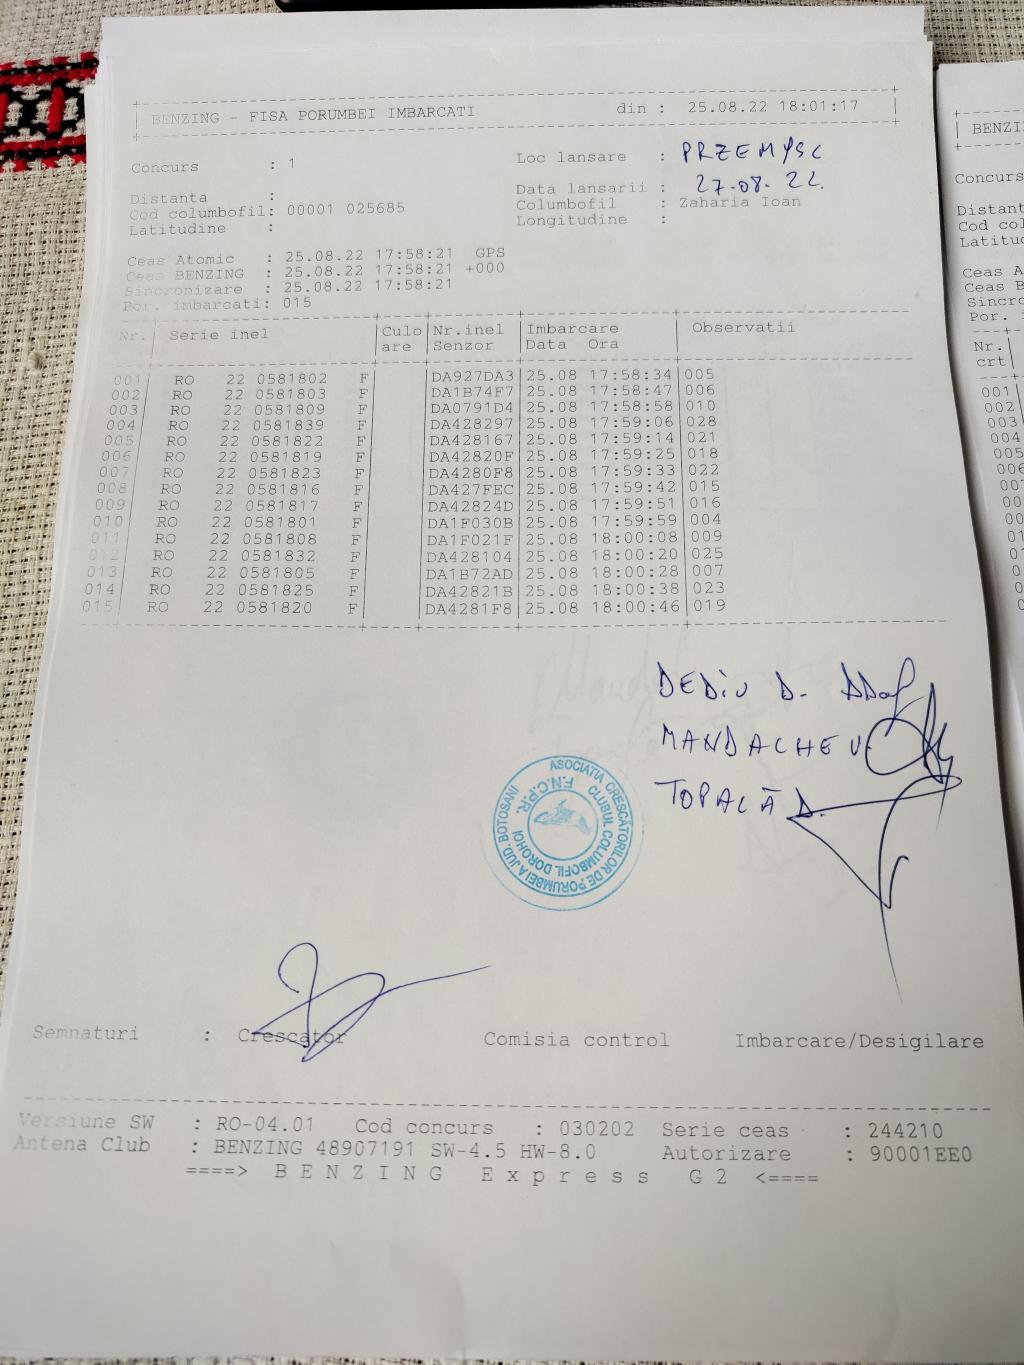 BENZING - FISA PORUMBEI IMBARCATI din : 25.08.22 18:01:17
Concurs : 1 Loc lansare : PRZEMYSC
Distanta : Data lansarii : 27.08.22.
Cod columbofil: 00001 025685 Columbofil : Zaharia Ioan
Latitudine : Longitudine :
Ceas Atomic : 25.08.22 17:58:21 GPS
Ceas BENZING : 25.08.22 17:58:21 +000
Sincronizare : 25.08.22 17:58:21
Por. imbarcati: 015
Nr. Serie inel Culo Nr.inel Imbarcare Observatii
are Senzor Data Ora
001 RO 22 0581802 F DA927DA3 25.08 17:58:34 005
002 RO 22 0581803 F DA1B74F7 25.08 17:58:47 006
003 RO 22 0581809 F DA0791D4 25.08 17:58:58 010
004 RO 22 0581839 F DA428297 25.08 17:59:06 028
005 RO 22 0581822 F DA428167 25.08 17:59:14 021
006 RO 22 0581819 F DA42820F 25.08 17:59:25 018
007 RO 22 0581823 F DA4280F8 25.08 17:59:33 022
008 RO 22 0581816 F DA427FEC 25.08 17:59:42 015
009 RO 22 0581817 F DA42824D 25.08 17:59:51 016
010 RO 22 0581801 F DA1F030B 25.08 17:59:59 004
011 RO 22 0581808 F DA1F021F 25.08 18:00:08 009
012 RO 22 0581832 F DA428104 25.08 18:00:20 025
013 RO 22 0581805 F DA1B72AD 25.08 18:00:28 007
014 RO 22 0581825 F DA42821B 25.08 18:00:38 023
015 RO 22 0581820 F DA4281F8 25.08 18:00:46 019
DEDIU D.
MANDACHE V.
TOPALĂ D.
ASOCIATIA CRESCĂTORILOR DE PORUMBEI A JUD. BOTOSANI
CLUBUL COLUMBOFIL DOROHOI
F.N.C.P.R.
Semnaturi : Crescator Comisia control Imbarcare/Desigilare
Versiune SW : RO-04.01 Cod concurs : 030202 Serie ceas : 244210
Antena Club : BENZING 48907191 SW-4.5 HW-8.0 Autorizare : 90001EE0
====> BENZING Express G2 <====
BENZI
Concurs
Distant
Cod col
Latitud
Ceas A
Ceas B
Sincro
Por. i
Nr.
crt
001
002
003
004
005
006